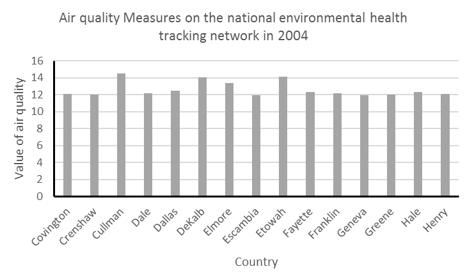 Air quality Measures on the national environmental health
tracking network in 2004
Value of air quality
16
14
12
10
8
6
4
2
0
Covington
Crenshaw
Cullman
Dale
Dallas
DeKalb
Elmore
Escambia
Etowah
Fayette
Franklin
Geneva
Greene
Hale
Henry
Country